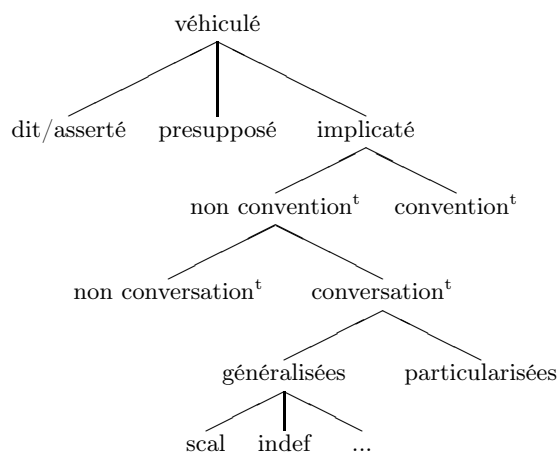 véhiculé
dit/asserté presupposé implicaté
non conventionᵗ conventionᵗ
non conversationᵗ conversationᵗ
généralisées particularisées
scal indef ...